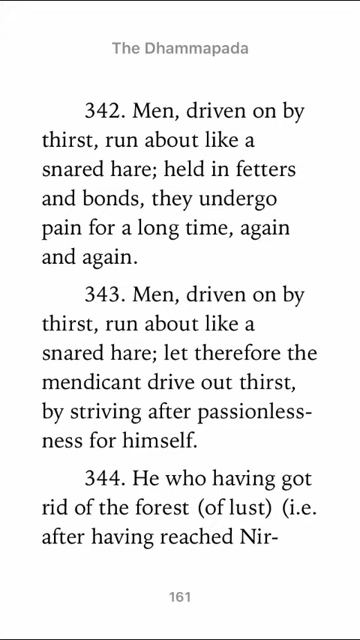 The Dhammapada
342. Men, driven on by
thirst, run about like a
snared hare; held in fetters
and bonds, they undergo
pain for a long time, again
and again.
343. Men, driven on by
thirst, run about like a
snared hare; let therefore the
mendicant drive out thirst,
by striving after passionless-
ness for himself.
344. He who having got
rid of the forest (of lust) (i.e.
after having reached Nir-
161